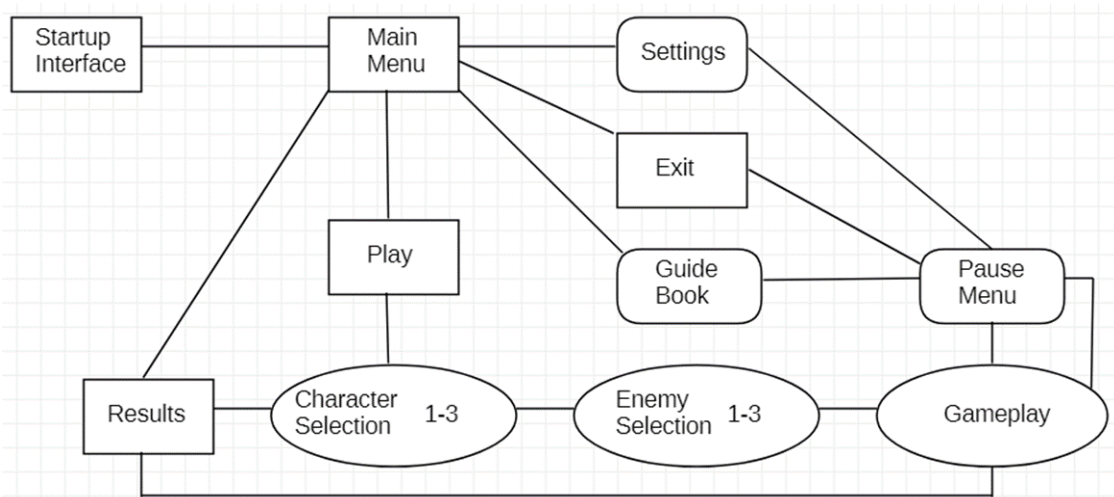 Startup
Interface
Main
Menu
Settings
Exit
Play
Guide
Book
Pause
Menu
Results
Character
Selection 1-3
Enemy
Selection 1-3
Gameplay